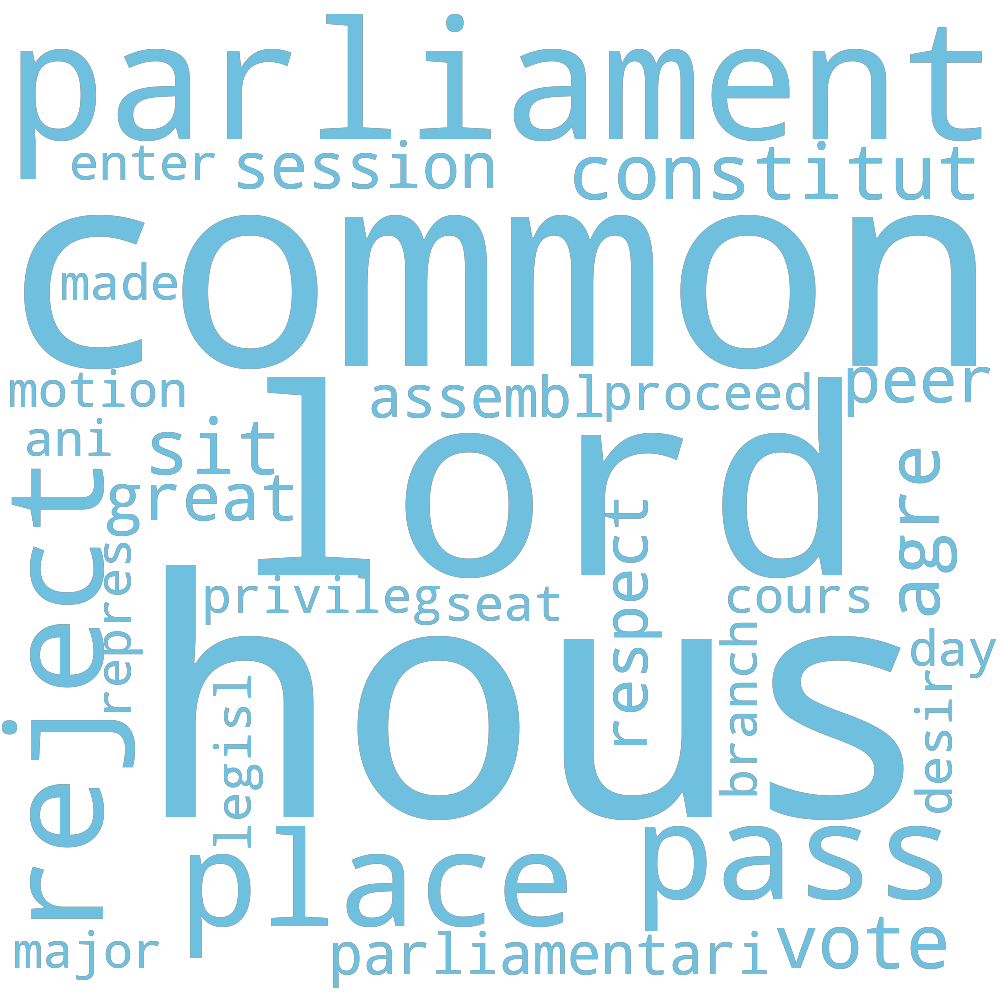 parliament
enter session constitut
common
made
motion assembl proceed peer
lord
ani sit
great
reject
repres
respect
agre
privileg seat cours
hous
day
branch
desir
legisl
place pass
major parliamentari vote